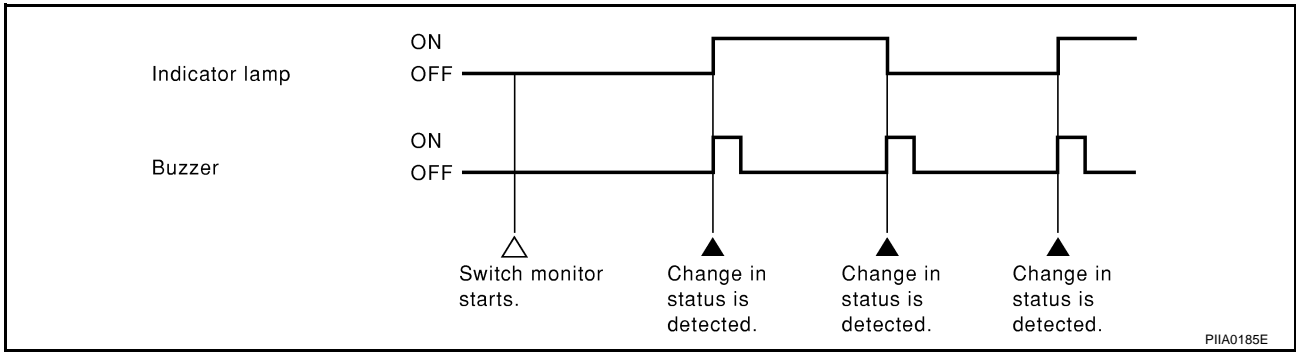 ON
Indicator lamp
OFF
ON
Buzzer
OFF
Switch monitor
starts.
Change in
status is
detected.
Change in
status is
detected.
Change in
status is
detected.
PIIA0185E